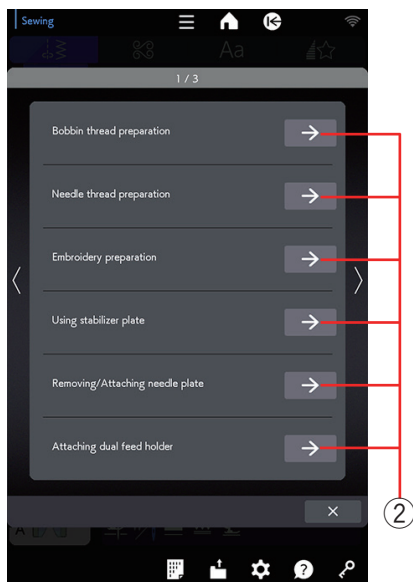 Sewing
Aa
1 / 3
Bobbin thread preparation
Needle thread preparation
Embroidery preparation
Using stabilizer plate
Removing/Attaching needle plate
Attaching dual feed holder
2
A
?